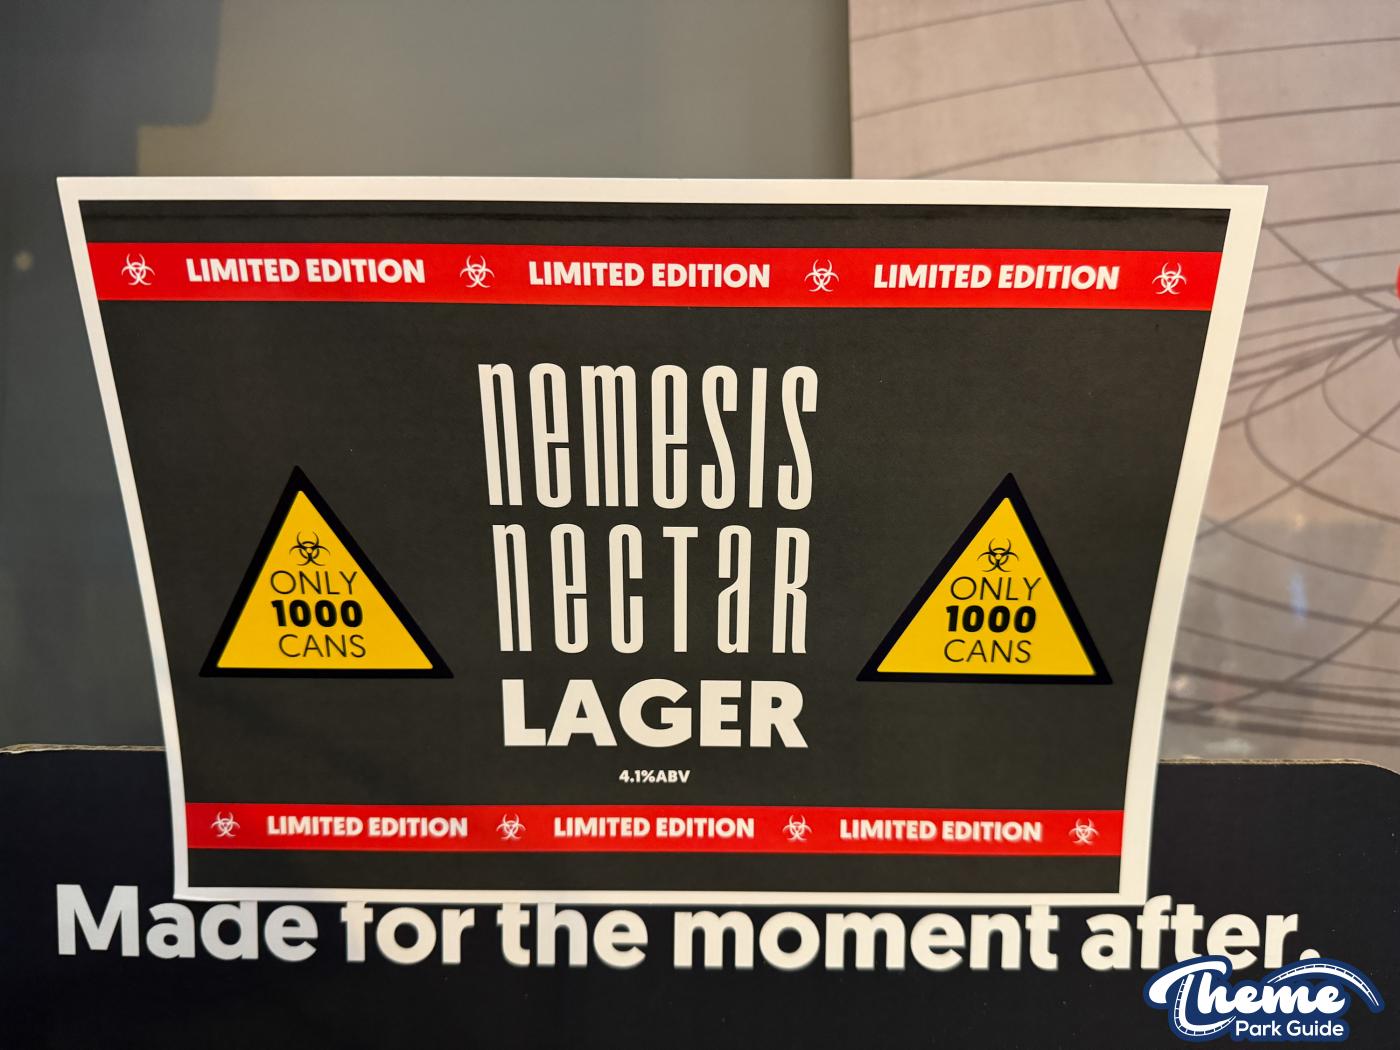 LIMITED EDITION LIMITED EDITION LIMITED EDITION
nemesis
nectar
LAGER
4.1%ABV
ONLY
1000
CANS
ONLY
1000
CANS
LIMITED EDITION LIMITED EDITION LIMITED EDITION
Made for the moment after.
Theme
Park Guide